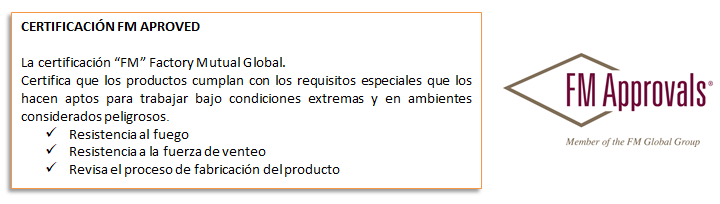 CERTIFICACIÓN FM APROVED
La certificación “FM” Factory Mutual Global.
Certifica que los productos cumplan con los requisitos especiales que los
hacen aptos para trabajar bajo condiciones extremas y en ambientes
considerados peligrosos.
✓ Resistencia al fuego
✓ Resistencia a la fuerza de venteo
✓ Revisa el proceso de fabricación del producto
FM Approvals®
Member of the FM Global Group